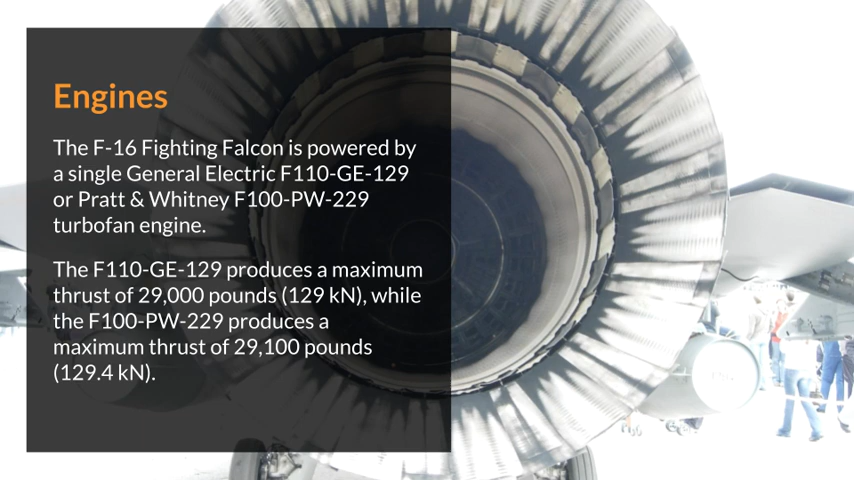 Engines
The F-16 Fighting Falcon is powered by
a single General Electric F110-GE-129
or Pratt & Whitney F100-PW-229
turbofan engine.
The F110-GE-129 produces a maximum
thrust of 29,000 pounds (129 kN), while
the F100-PW-229 produces a
maximum thrust of 29,100 pounds
(129.4 kN).